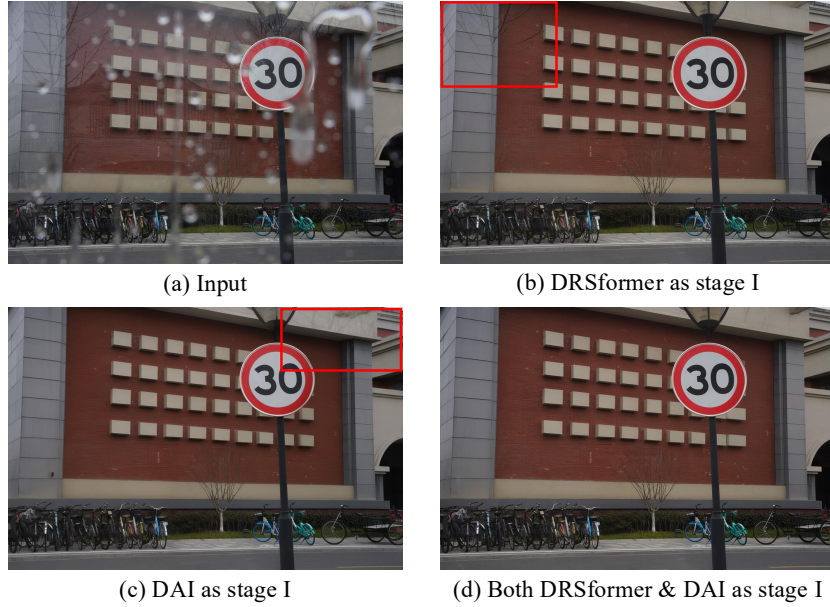 30
30
(a) Input
(b) DRSformer as stage I
30
30
(c) DAI as stage I
(d) Both DRSformer & DAI as stage I